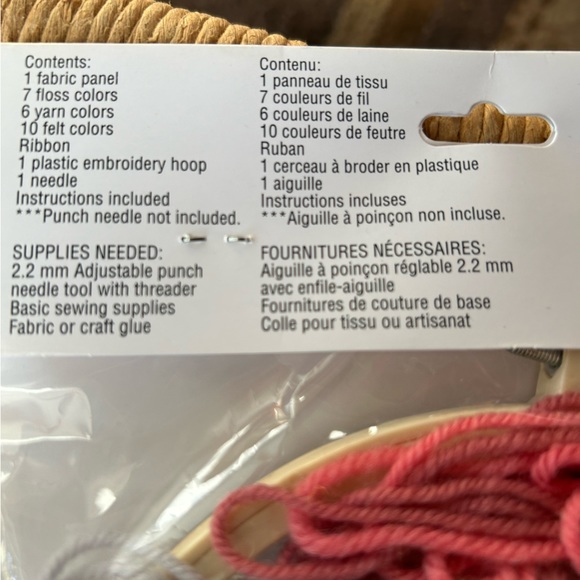 Contents:
1 fabric panel
7 floss colors
6 yarn colors
10 felt colors
Ribbon
1 plastic embroidery hoop
1 needle
Instructions included
***Punch needle not included.
SUPPLIES NEEDED:
2.2 mm Adjustable punch
needle tool with threader
Basic sewing supplies
Fabric or craft glue
Contenu:
1 panneau de tissu
7 couleurs de fil
6 couleurs de laine
10 couleurs de feutre
Ruban
1 cerceau à broder en plastique
1 aiguille
Instructions incluses
***Aiguille à poinçon non incluse.
FOURNITURES NÉCESSAIRES:
Aiguille à poinçon réglable 2.2 mm
avec enfile-aiguille
Fournitures de couture de base
Colle pour tissu ou artisanat